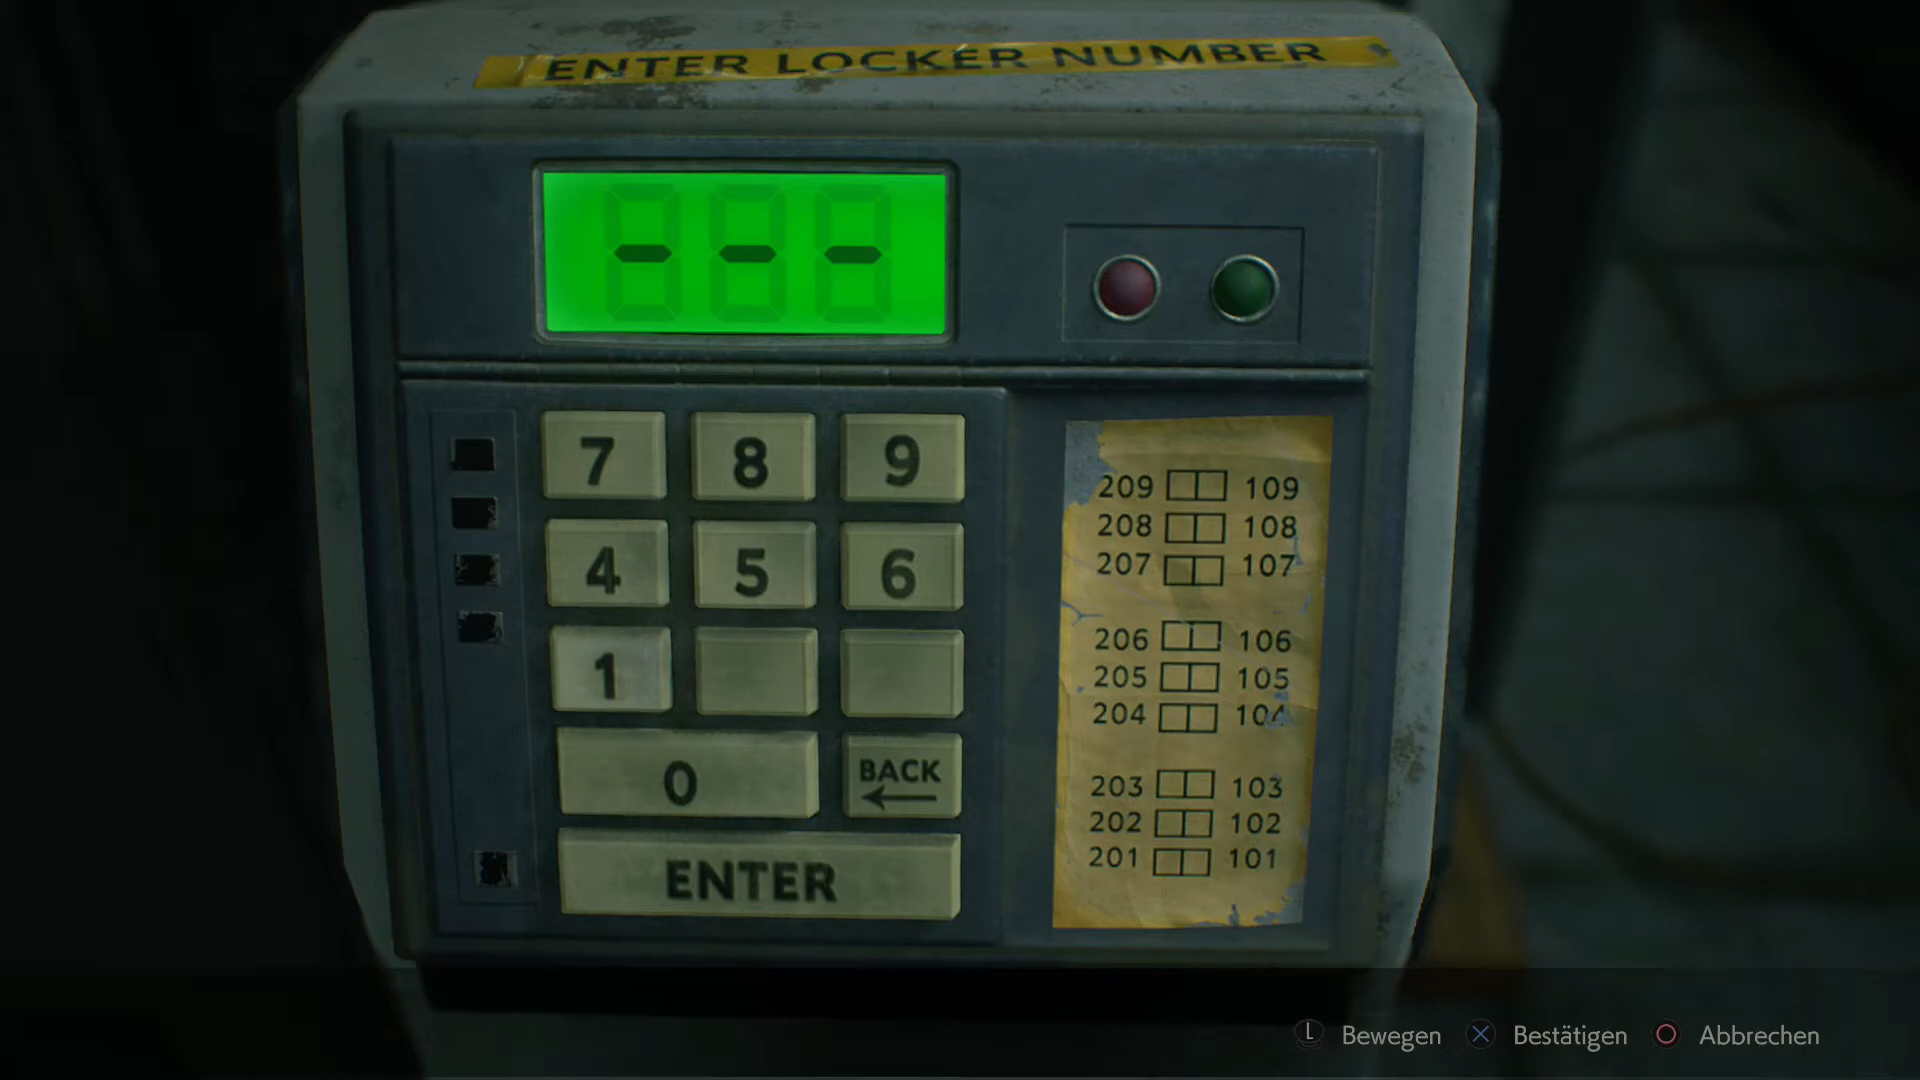 ENTER LOCKER NUMBER
- - -
7 8 9
4 5 6
1
0 BACK
ENTER
209 109
208 108
207 107
206 106
205 105
204 104
203 103
202 102
201 101
L Bewegen Bestätigen Abbrechen